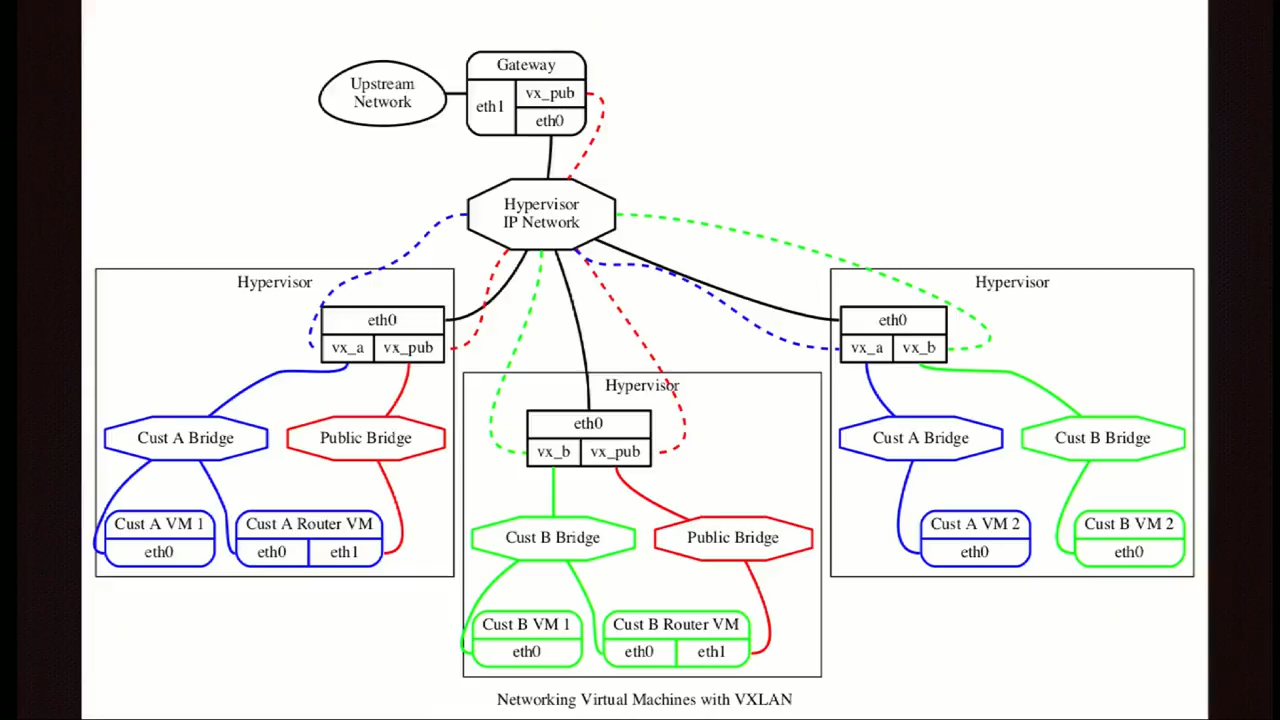 Gateway
Upstream
Network
eth1
vx_pub
eth0
Hypervisor
IP Network
Hypervisor
eth0
vx_a
vx_pub
Cust A Bridge
Public Bridge
Cust A VM 1
eth0
Cust A Router VM
eth0
eth1
Hypervisor
eth0
vx_b
vx_pub
Cust B Bridge
Public Bridge
Cust B VM 1
eth0
Cust B Router VM
eth0
eth1
Hypervisor
eth0
vx_a
vx_b
Cust A Bridge
Cust B Bridge
Cust A VM 2
eth0
Cust B VM 2
eth0
Networking Virtual Machines with VXLAN